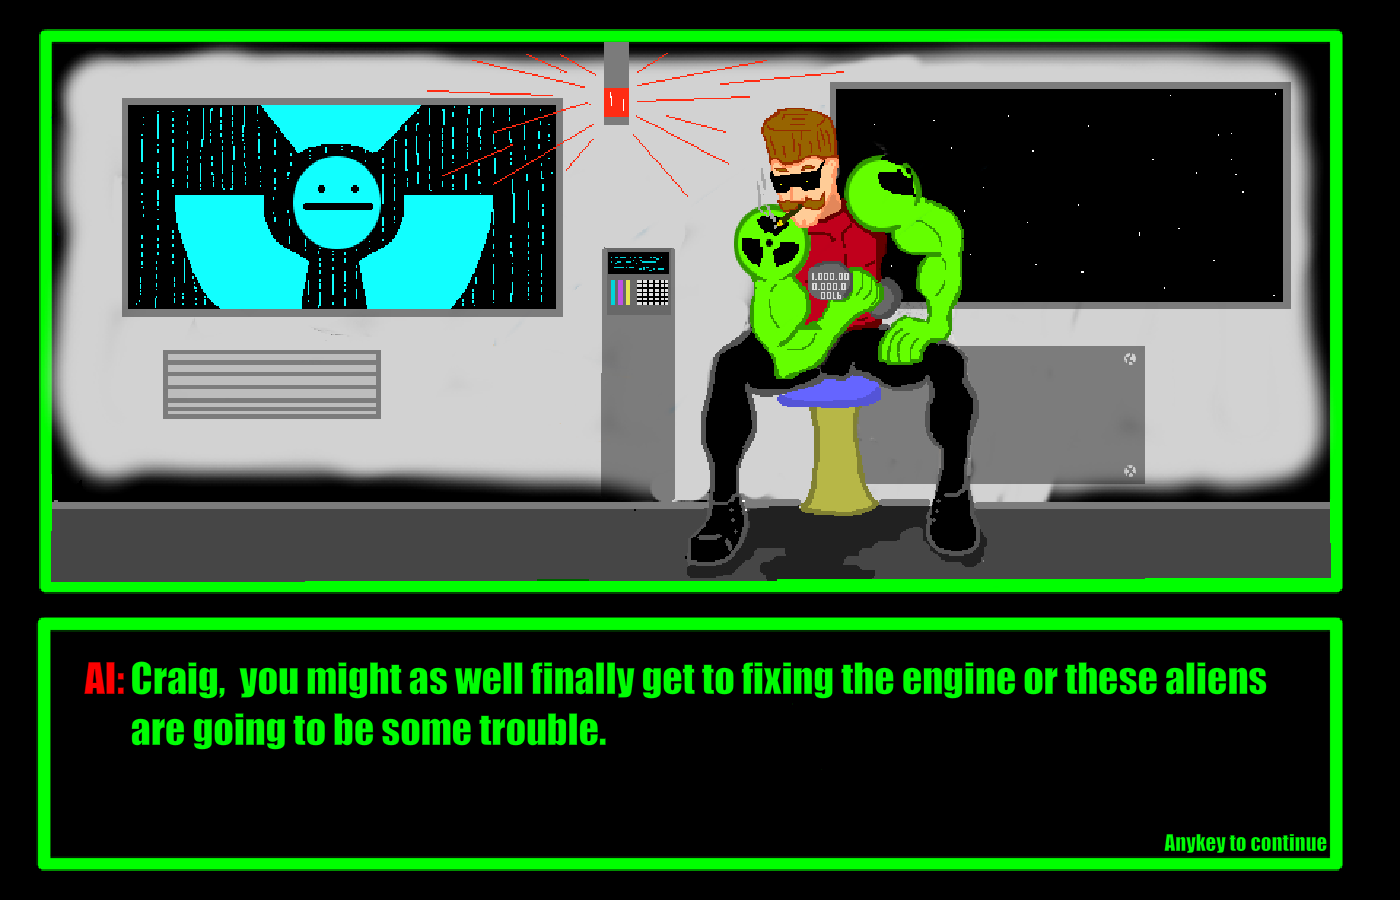 1.000.00
0.000.0
00Lb
AI: Craig, you might as well finally get to fixing the engine or these aliens
are going to be some trouble.
Anykey to continue